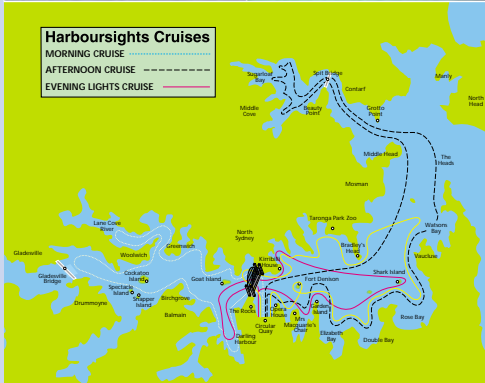 Harboursights Cruises
MORNING CRUISE
AFTERNOON CRUISE
EVENING LIGHTS CRUISE
Sugarloaf
Bay
Spit Bridge
Manly
Contarf
North
Head
Middle
Cove
Beauty
Point
Grotto
Point
Middle Head
The
Heads
Mosman
Lane Cove
River
Taronga Park Zoo
Watsons
Bay
North
Sydney
Greenwich
Bradley's
Head
Gladesville
Woolwich
Kirribilli
House
Vaucluse
Gladesville
Bridge
Cockatoo
Island
Goat Island
Fort Denison
Shark Island
Spectacle
Island
Snapper
Island
Birchgrove
Drummoyne
Balmain
The Rocks
Opera
House
Garden
Island
Mrs
Macquarie's
Chair
Circular
Quay
Rose Bay
Darling
Harbour
Elizabeth
Bay
Double Bay